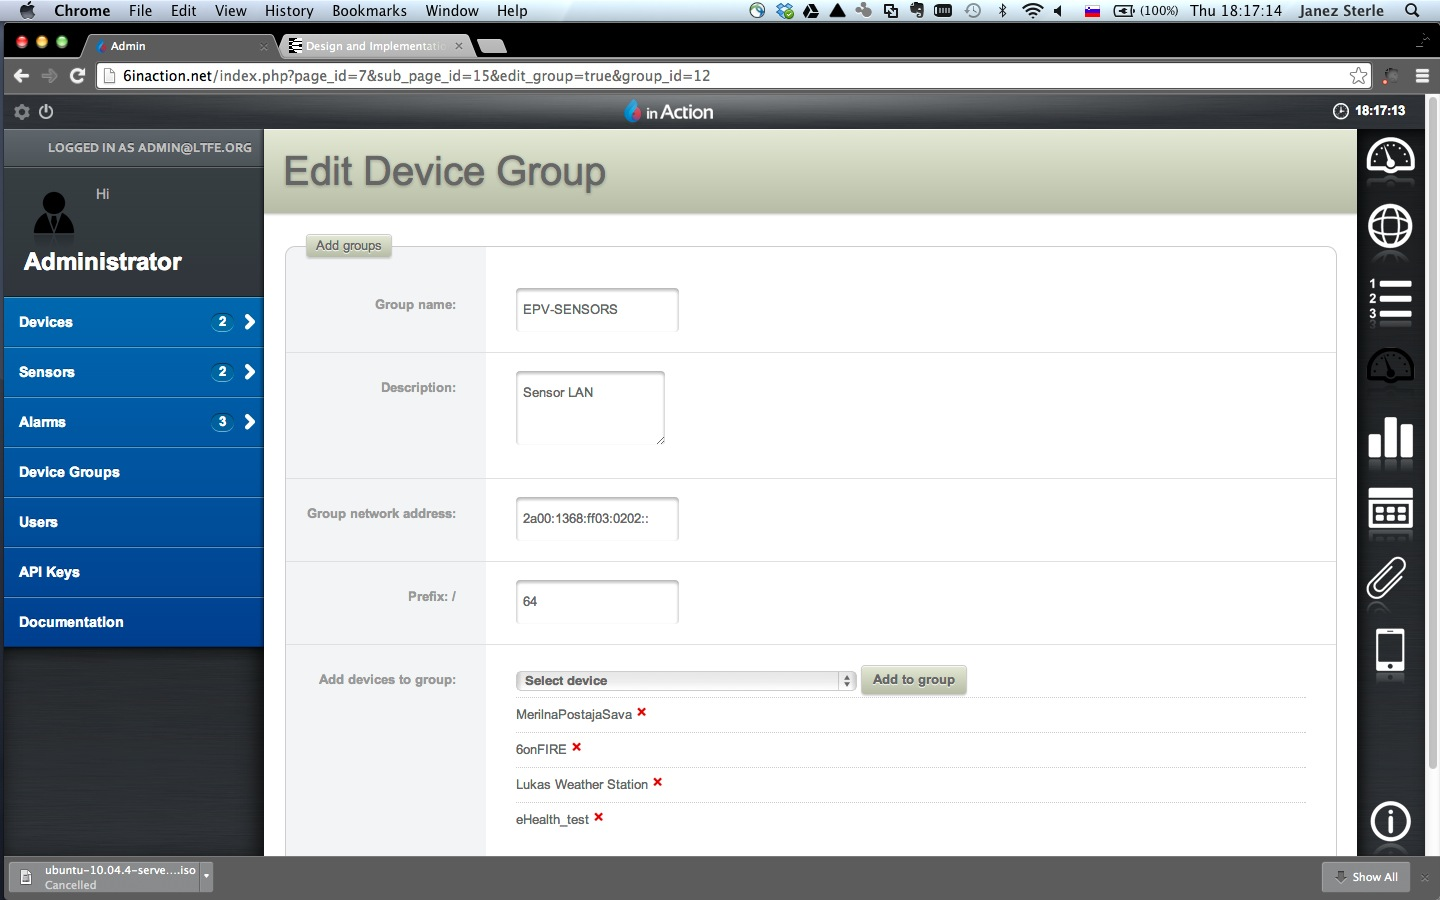 Chrome File Edit View History Bookmarks Window Help (100%) Thu 18:17:14 Janez Sterle
Admin
Design and Implementatio
6inaction.net/index.php?page_id=7&sub_page_id=15&edit_group=true&group_id=12
in Action
18:17:13
LOGGED IN AS ADMIN@LTFE.ORG
Hi
Administrator
Devices 2
Sensors 2
Alarms 3
Device Groups
Users
API Keys
Documentation
Edit Device Group
Add groups
Group name: EPV-SENSORS
Description: Sensor LAN
Group network address: 2a00:1368:ff03:0202::
Prefix: / 64
Add devices to group: Select device Add to group
MerilnaPostajaSava
6onFIRE
Lukas Weather Station
eHealth_test
1
2
3
ubuntu-10.04.4-serve....iso
Cancelled
Show All